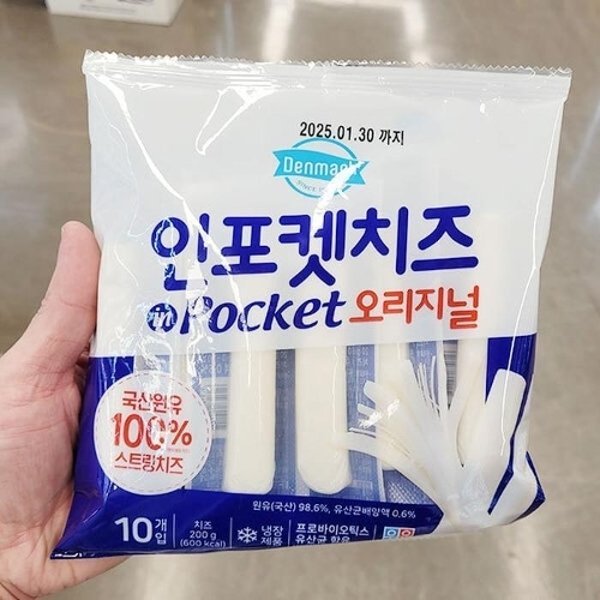 2025.01.30 까지
Denmark
SINCE
인포켓치즈
in Pocket 오리지널
국산원유
100%
스트링치즈
원유(국산) 98.6%, 유산균배양액 0.6%
10개입
치즈
200 g
(600 kcal)
냉장
제품
프로바이오틱스
유산균 함유